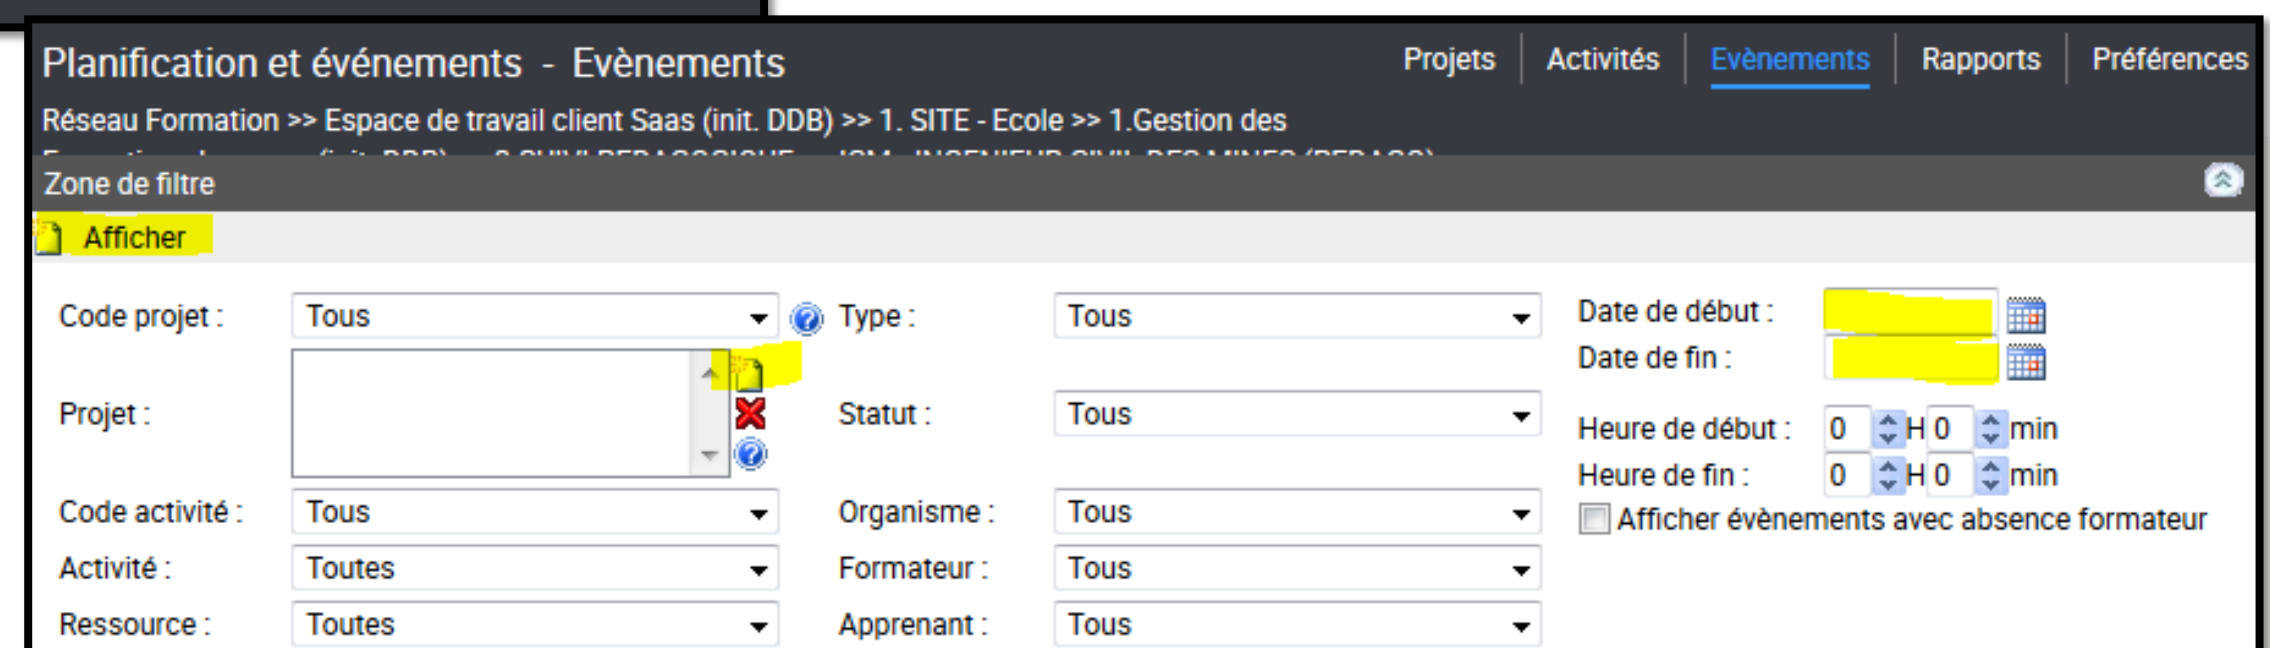 Planification et événements - Evènements
Projets
Activités
Evènements
Rapports
Préférences
Réseau Formation >> Espace de travail client Saas (init. DDB) >> 1. SITE - Ecole >> 1.Gestion des
Zone de filtre
Afficher
Code projet : Tous
Type : Tous
Date de début :
Date de fin :
Projet :
Statut : Tous
Heure de début : 0 H 0 min
Heure de fin : 0 H 0 min
Code activité : Tous
Organisme : Tous
Afficher évènements avec absence formateur
Activité : Toutes
Formateur : Tous
Ressource : Toutes
Apprenant : Tous